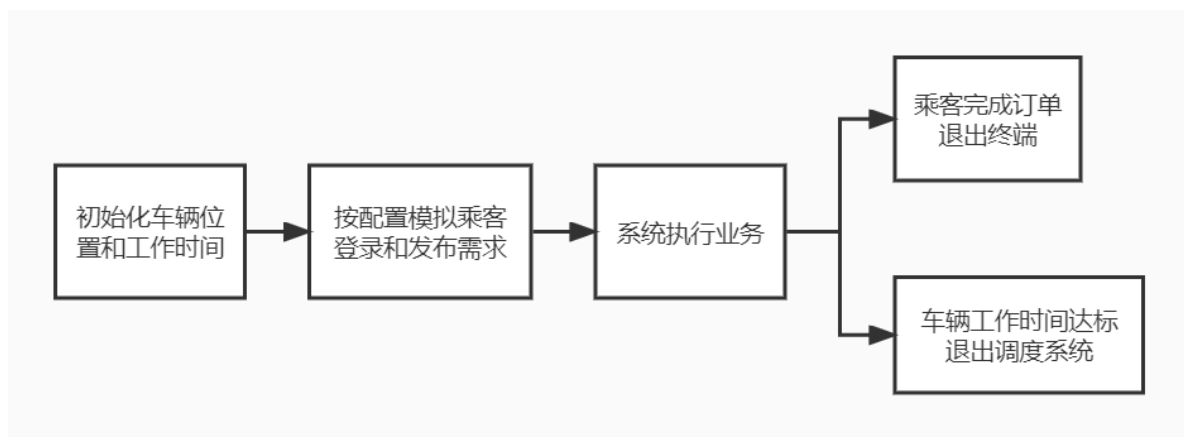 初始化车辆位
置和工作时间
按配置模拟乘客
登录和发布需求
系统执行业务
乘客完成订单
退出终端
车辆工作时间达标
退出调度系统